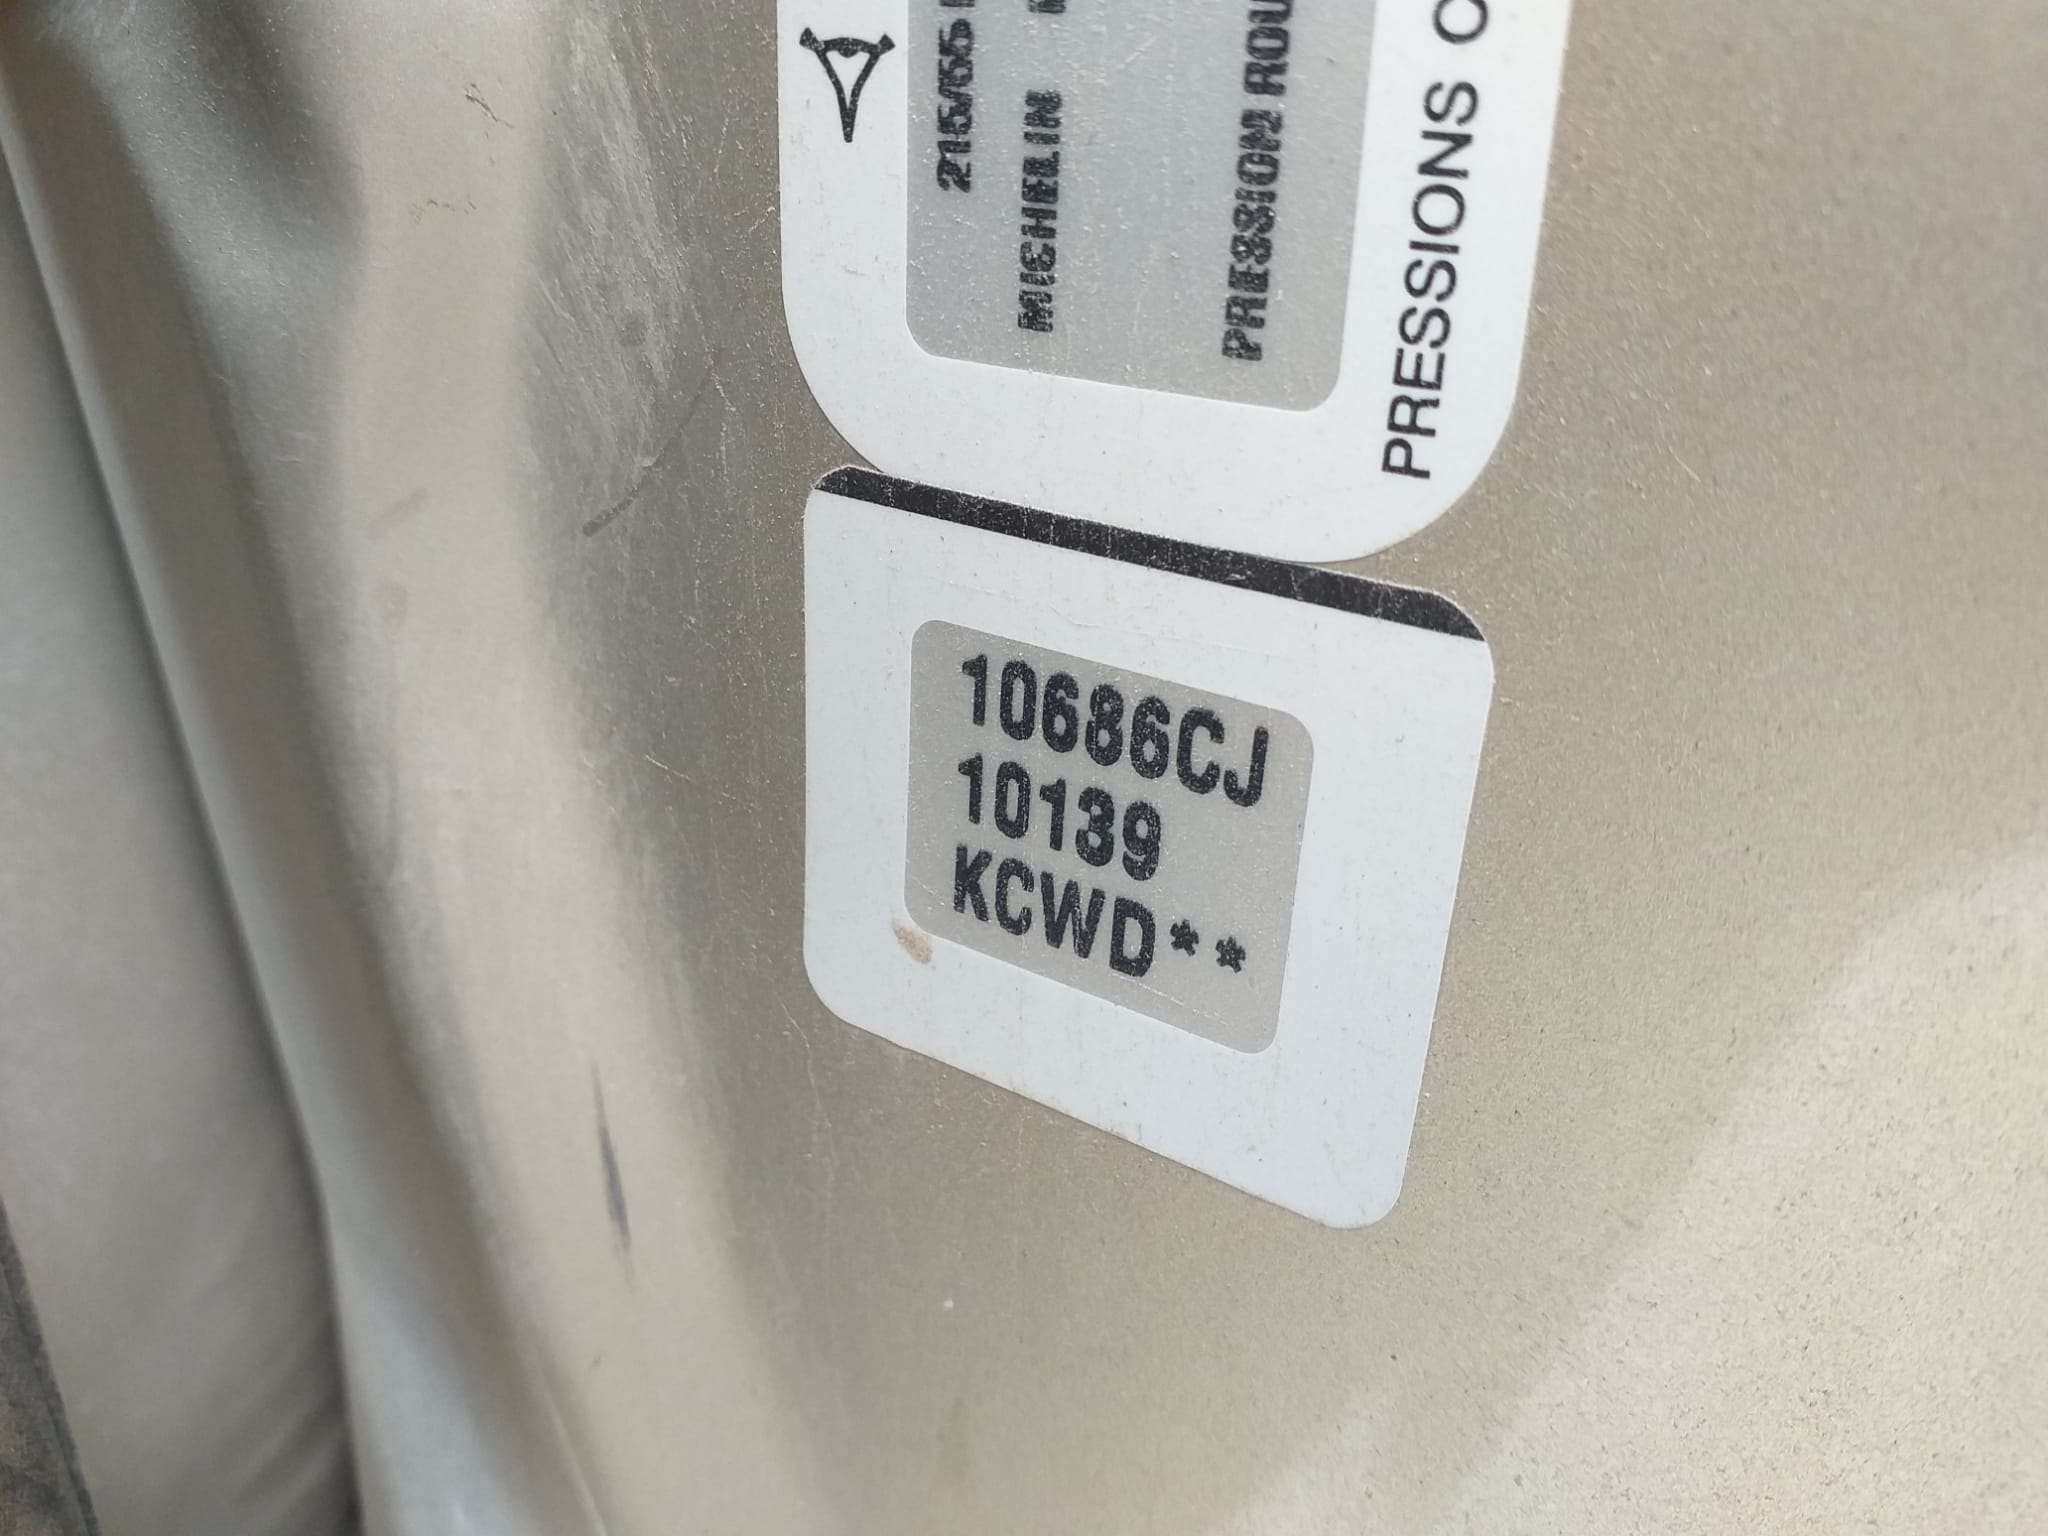 215/55
MICHELIN
PRESSION ROU
PRESSIONS
10686CJ
10139
KCWD**